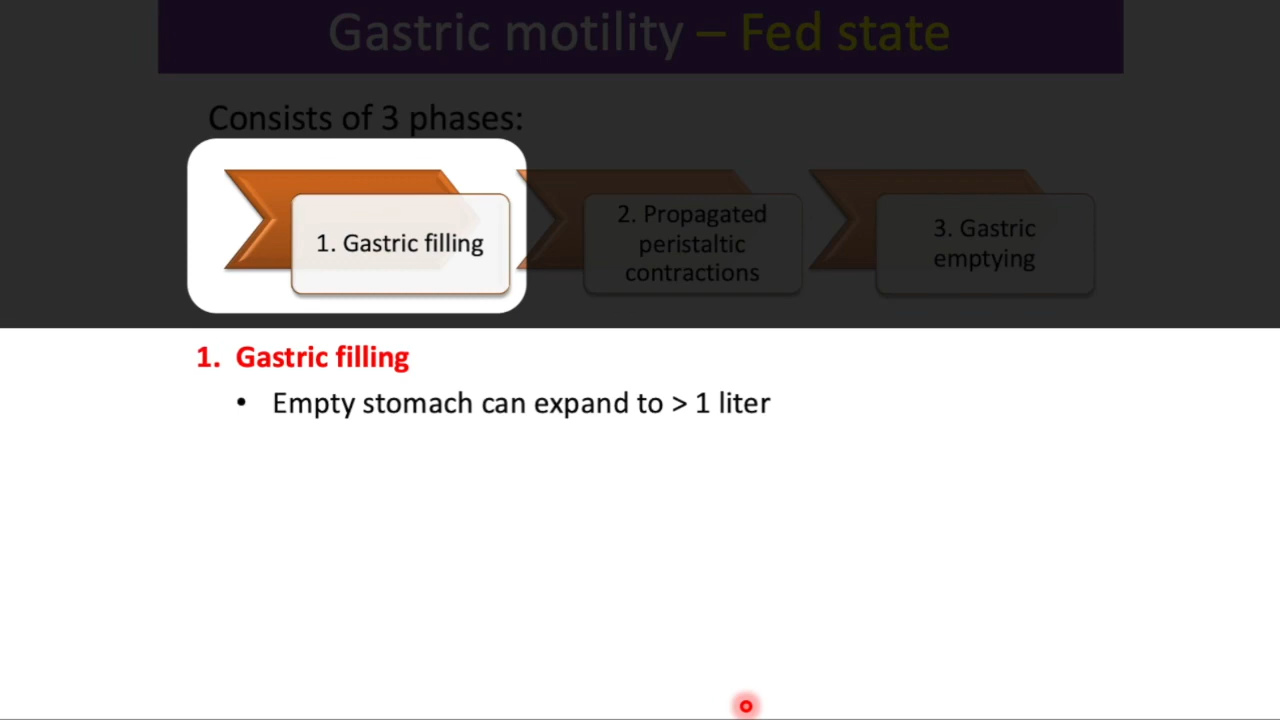 Gastric motility – Fed state
Consists of 3 phases:
1. Gastric filling
2. Propagated
peristaltic
contractions
3. Gastric
emptying
1. Gastric filling
• Empty stomach can expand to > 1 liter